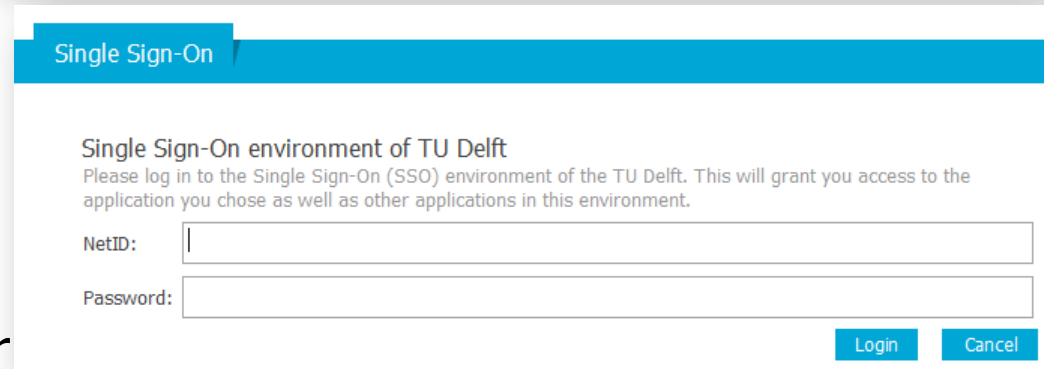 Single Sign-On
Single Sign-On environment of TU Delft
Please log in to the Single Sign-On (SSO) environment of the TU Delft. This will grant you access to the
application you chose as well as other applications in this environment.
NetID:
Password:
Login Cancel